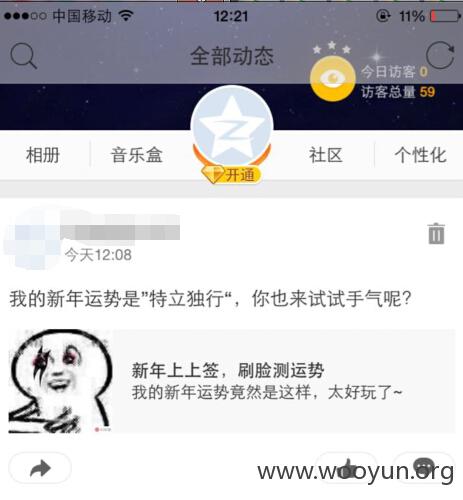 中国移动 12:21 11%
全部动态
今日访客 0
访客总量 59
相册 音乐盒 社区 个性化
开通
今天12:08
我的新年运势是”特立独行“，你也来试试手气呢？
新年上上签，刷脸测运势
我的新年运势竟然是这样，太好玩了~
www.wooyun.org